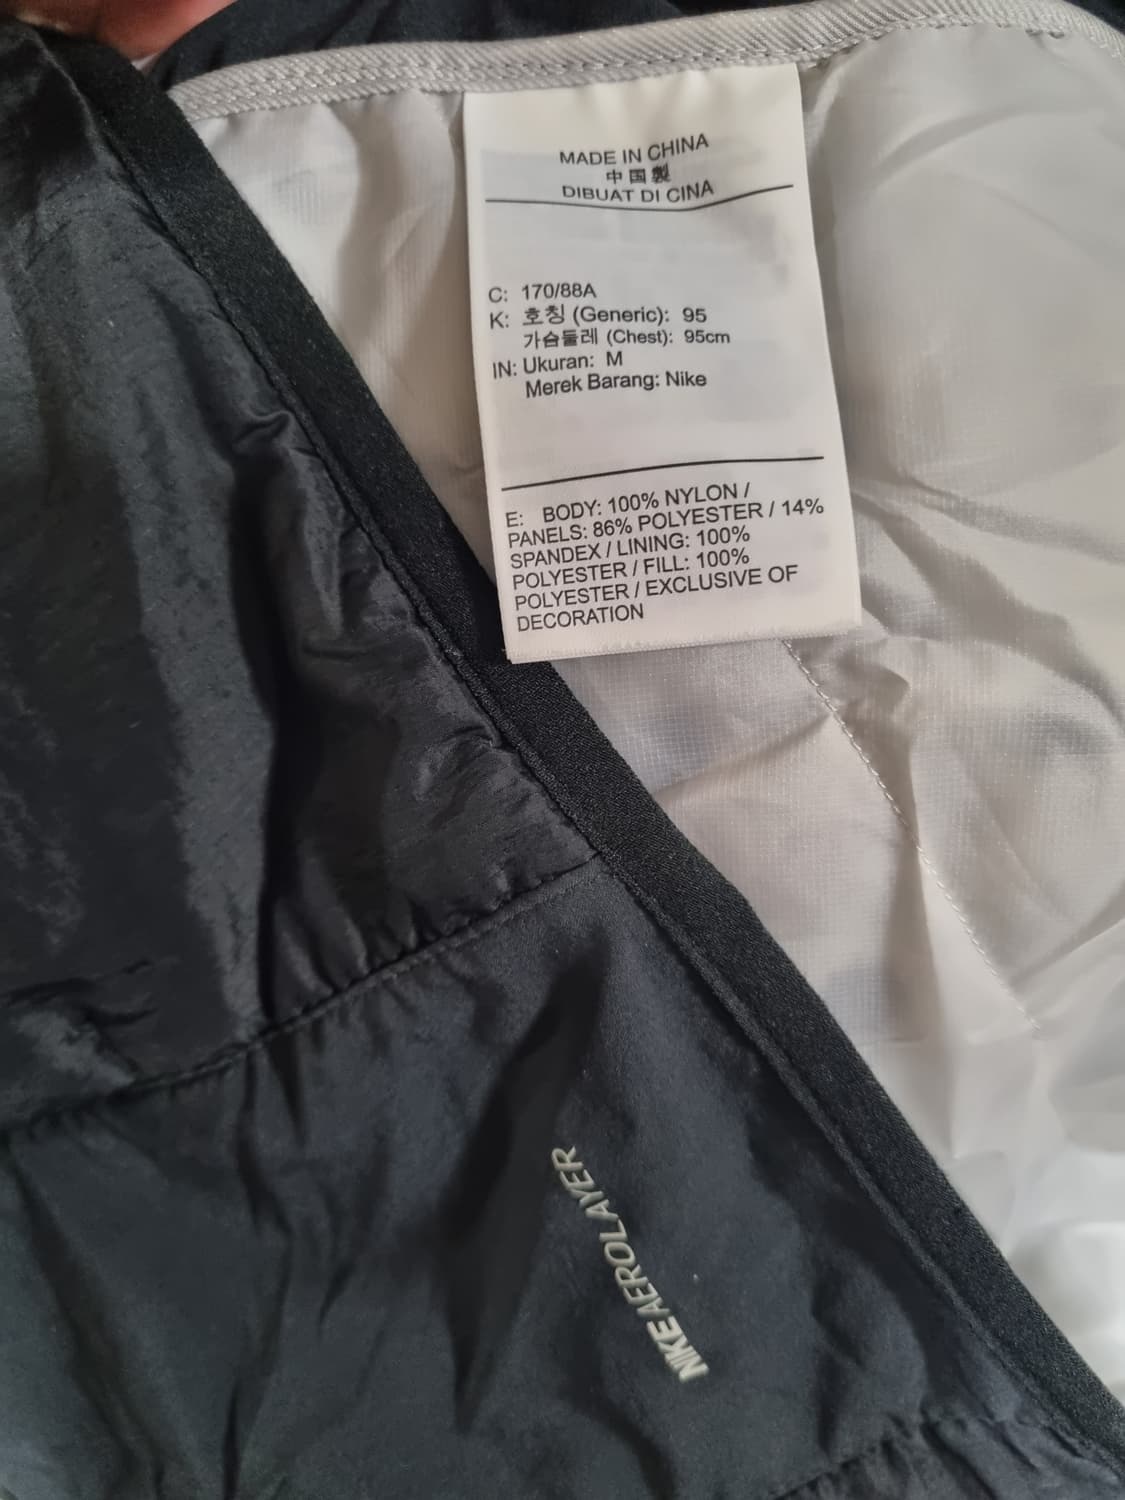 MADE IN CHINA
中国製
DIBUAT DI CINA
C: 170/88A
K: 호칭 (Generic): 95
가슴둘레 (Chest): 95cm
IN: Ukuran: M
Merek Barang: Nike
E: BODY: 100% NYLON /
PANELS: 86% POLYESTER / 14%
SPANDEX / LINING: 100%
POLYESTER / FILL: 100%
POLYESTER / EXCLUSIVE OF
DECORATION
NIKE AEROLAYER